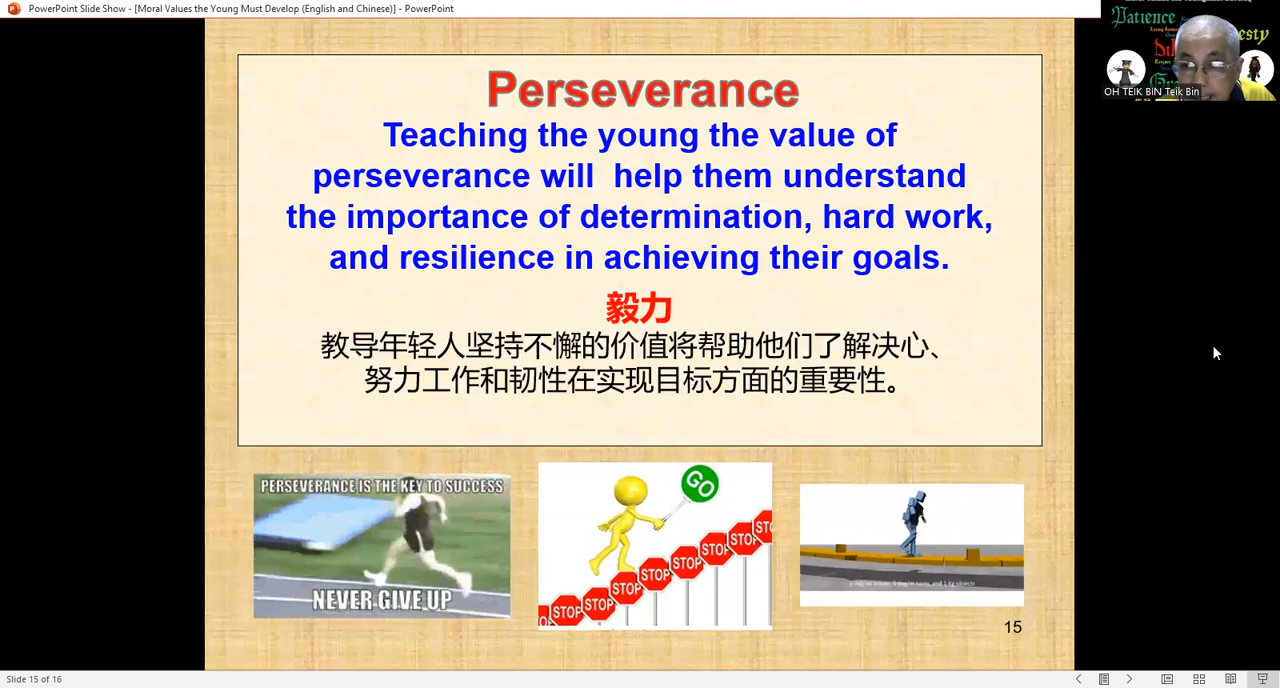 PowerPoint Slide Show - [Moral Values the Young Must Develop (English and Chinese)] - PowerPoint
Patience
esty
OH TEIK BIN Teik Bin
Perseverance
Teaching the young the value of
perseverance will help them understand
the importance of determination, hard work,
and resilience in achieving their goals.
毅力
教导年轻人坚持不懈的价值将帮助他们了解决心、
努力工作和韧性在实现目标方面的重要性。
PERSEVERANCE IS THE KEY TO SUCCESS
NEVER GIVE UP
GO
STOP STOP STOP STOP STOP STOP STOP
15
Slide 15 of 16